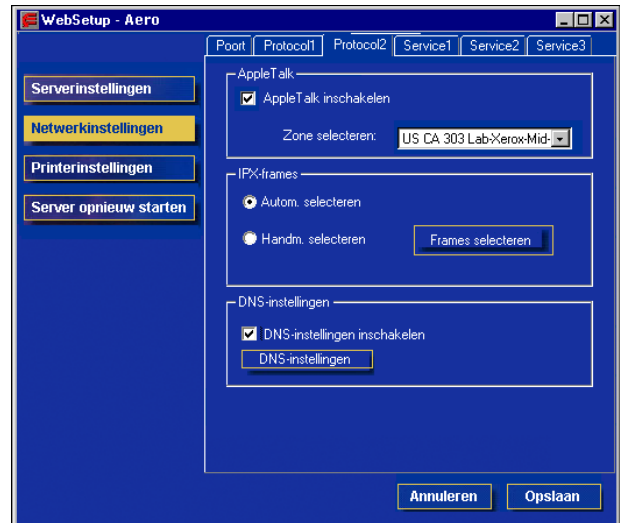 WebSetup - Aero
Poort Protocol1 Protocol2 Service1 Service2 Service3
Serverinstellingen
Netwerkinstellingen
Printerinstellingen
Server opnieuw starten
AppleTalk
AppleTalk inschakelen
Zone selecteren: US CA 303 Lab-Xerox-Mid-
IPX-frames
Autom. selecteren
Handm. selecteren Frames selecteren
DNS-instellingen
DNS-instellingen inschakelen
DNS-instellingen
Annuleren Opslaan